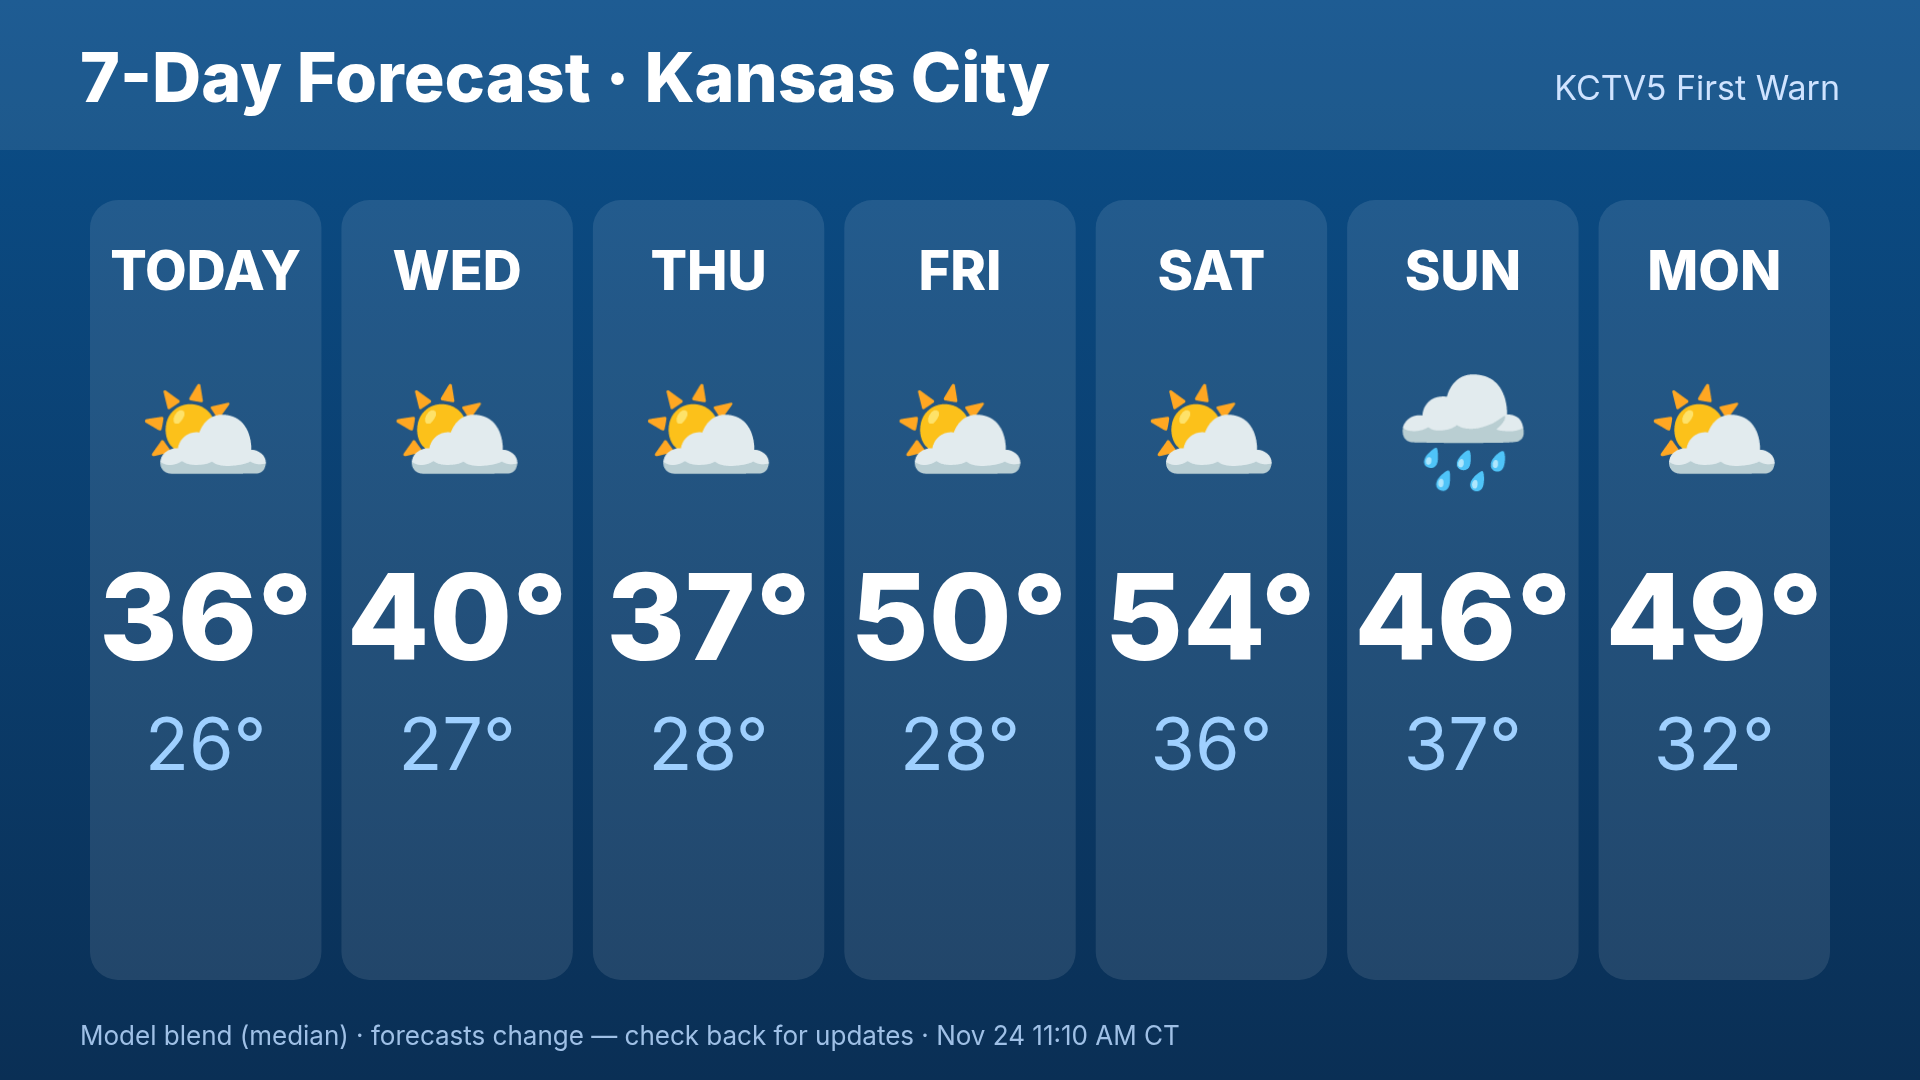 7-Day Forecast · Kansas City
KCTV5 First Warn
TODAY WED THU FRI SAT SUN MON
36° 40° 37° 50° 54° 46° 49°
26° 27° 28° 28° 36° 37° 32°
Model blend (median) · forecasts change — check back for updates · Nov 24 11:10 AM CT